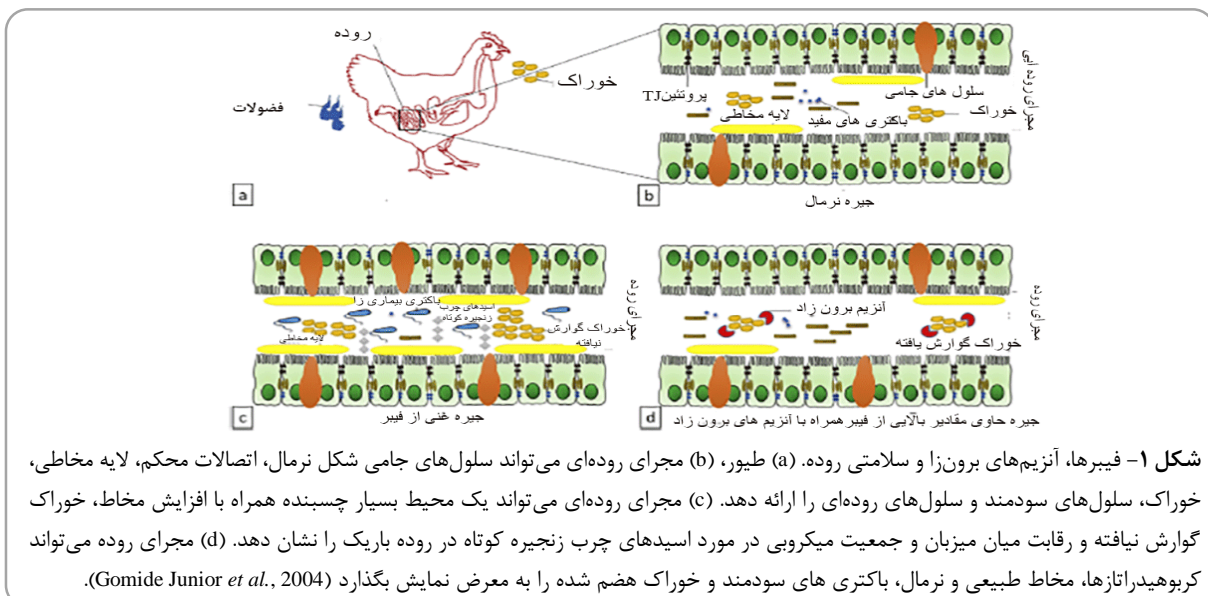 روده
خوراک
فضولات
a
پروتئینTJ
سلول های جامی
خوراک
باکتری های مفید
لایه مخاطی
مجرای روده ایی
b
جیره نرمال
باکتری بیماری زا
اسیدهای چرب
زنجیره کوتاه
لایه مخاطی
خوراک گوارش
نیافته
مجرای روده
c
جیره غنی از فیبر
آنزیم برون زاد
خوراک گوارش یافته
مجرای روده
d
جیره حاوی مقادیر بالایی از فیبر همراه با آنزیم های برون زاد
شکل ۱- فیبرها، آنزیم‌های برون‌زا و سلامتی روده. (a) طیور، (b) مجرای روده‌ای می‌تواند سلول‌های جامی شکل نرمال، اتصالات محکم، لایه مخاطی،
خوراک، سلول‌های سودمند و سلول‌های روده‌ای را ارائه دهد. (c) مجرای روده‌ای می‌تواند یک محیط بسیار چسبنده همراه با افزایش مخاط، خوراک
گوارش نیافته و رقابت میان میزبان و جمعیت میکروبی در مورد اسیدهای چرب زنجیره کوتاه در روده باریک را نشان دهد. (d) مجرای روده می‌تواند
کربوهیدراتازها، مخاط طبیعی و نرمال، باکتری های سودمند و خوراک هضم شده را به معرض نمایش بگذارد (Gomide Junior et al., 2004).